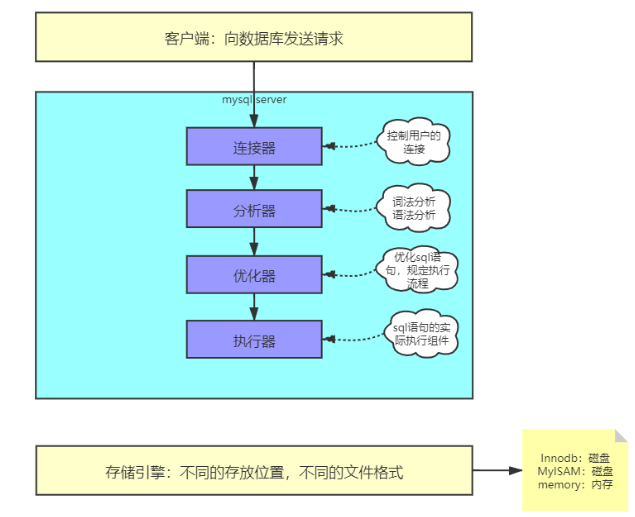 客户端：向数据库发送请求
mysql server
连接器
控制用户的
连接
分析器
词法分析
语法分析
优化器
优化sql语
句，规定执行
流程
执行器
sql语句的实
际执行组件
存储引擎：不同的存放位置，不同的文件格式
Innodb：磁盘
MyISAM：磁盘
memory：内存